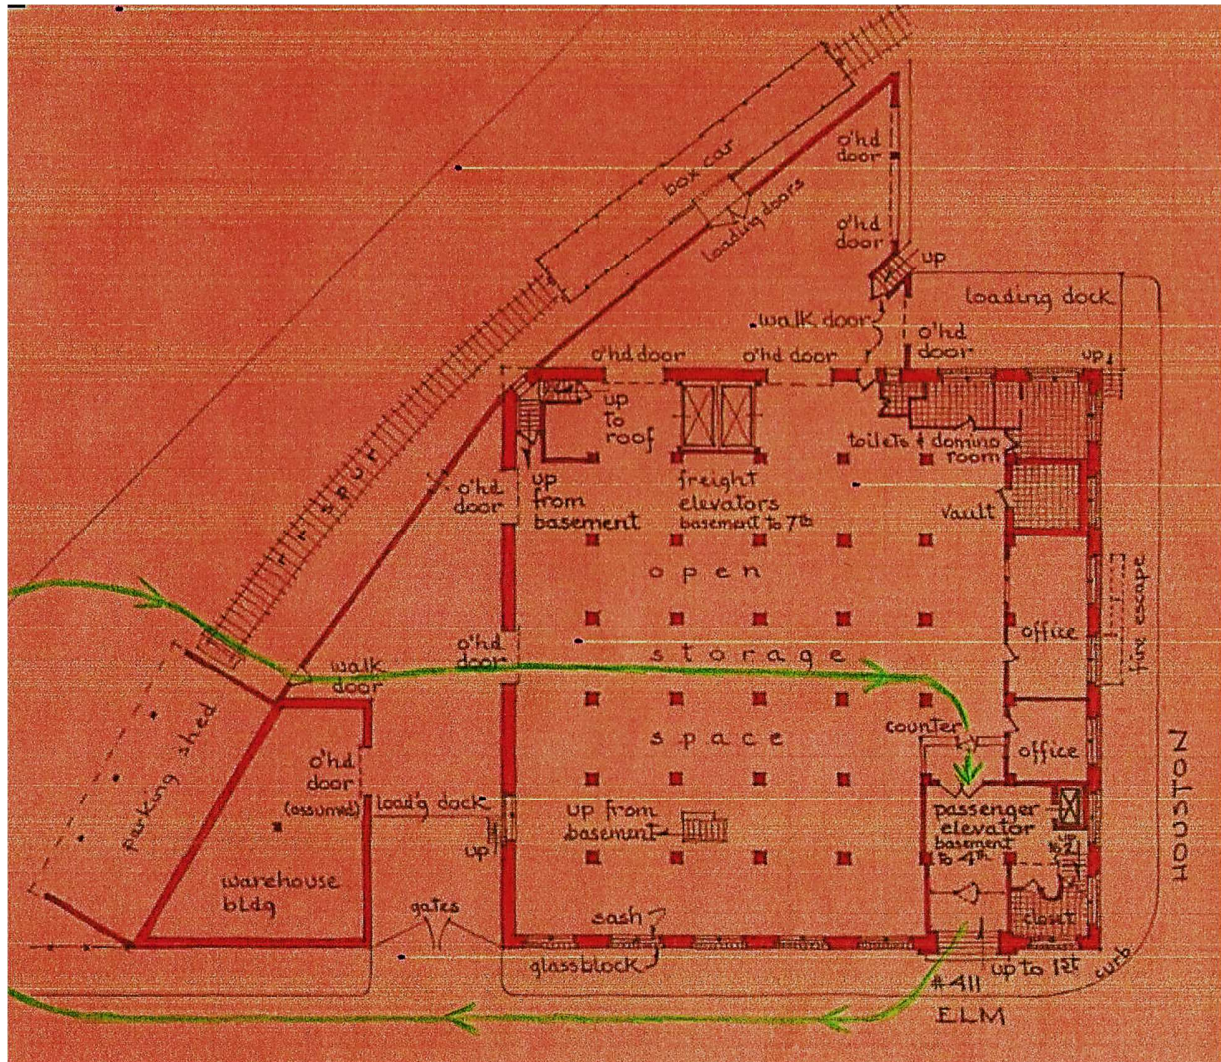 box car
o'hd
door
loading doors
o'hd
door
up
loading dock
walk door
o'hd door
o'hd door
o'hd
door
up
up
to
roof
toilets & domino
room
o'hd
door
up
from
basement
freight
elevators
basement to 7th
vault
R R SPUR
open
fire escape
office
o'hd
door
storage
walk
door
counter
space
office
parking shed
o'hd
door
(assumed)
load'g dock
up from
basement
passenger
elevator
basement
to 4th
to 2
up
HOUSTON
warehouse
bldg
gates
sash
closet
glassblock
up to 1st
curb
#411
ELM